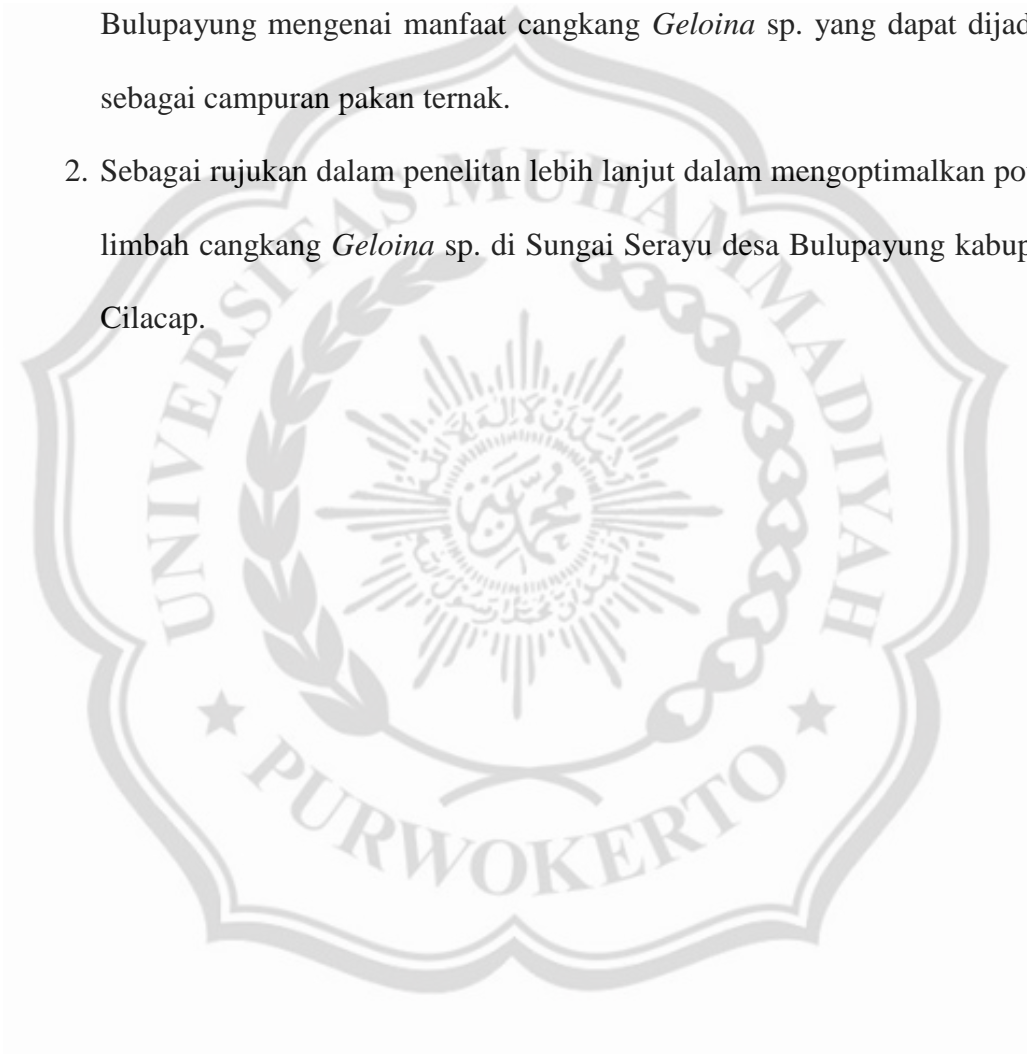 Bulupayung mengenai manfaat cangkang Geloina sp. yang dapat dijad
sebagai campuran pakan ternak.
2. Sebagai rujukan dalam penelitan lebih lanjut dalam mengoptimalkan po
limbah cangkang Geloina sp. di Sungai Serayu desa Bulupayung kabup
Cilacap.
UNIVERSITAS MUHAMMADIYAH
PURWOKERTO